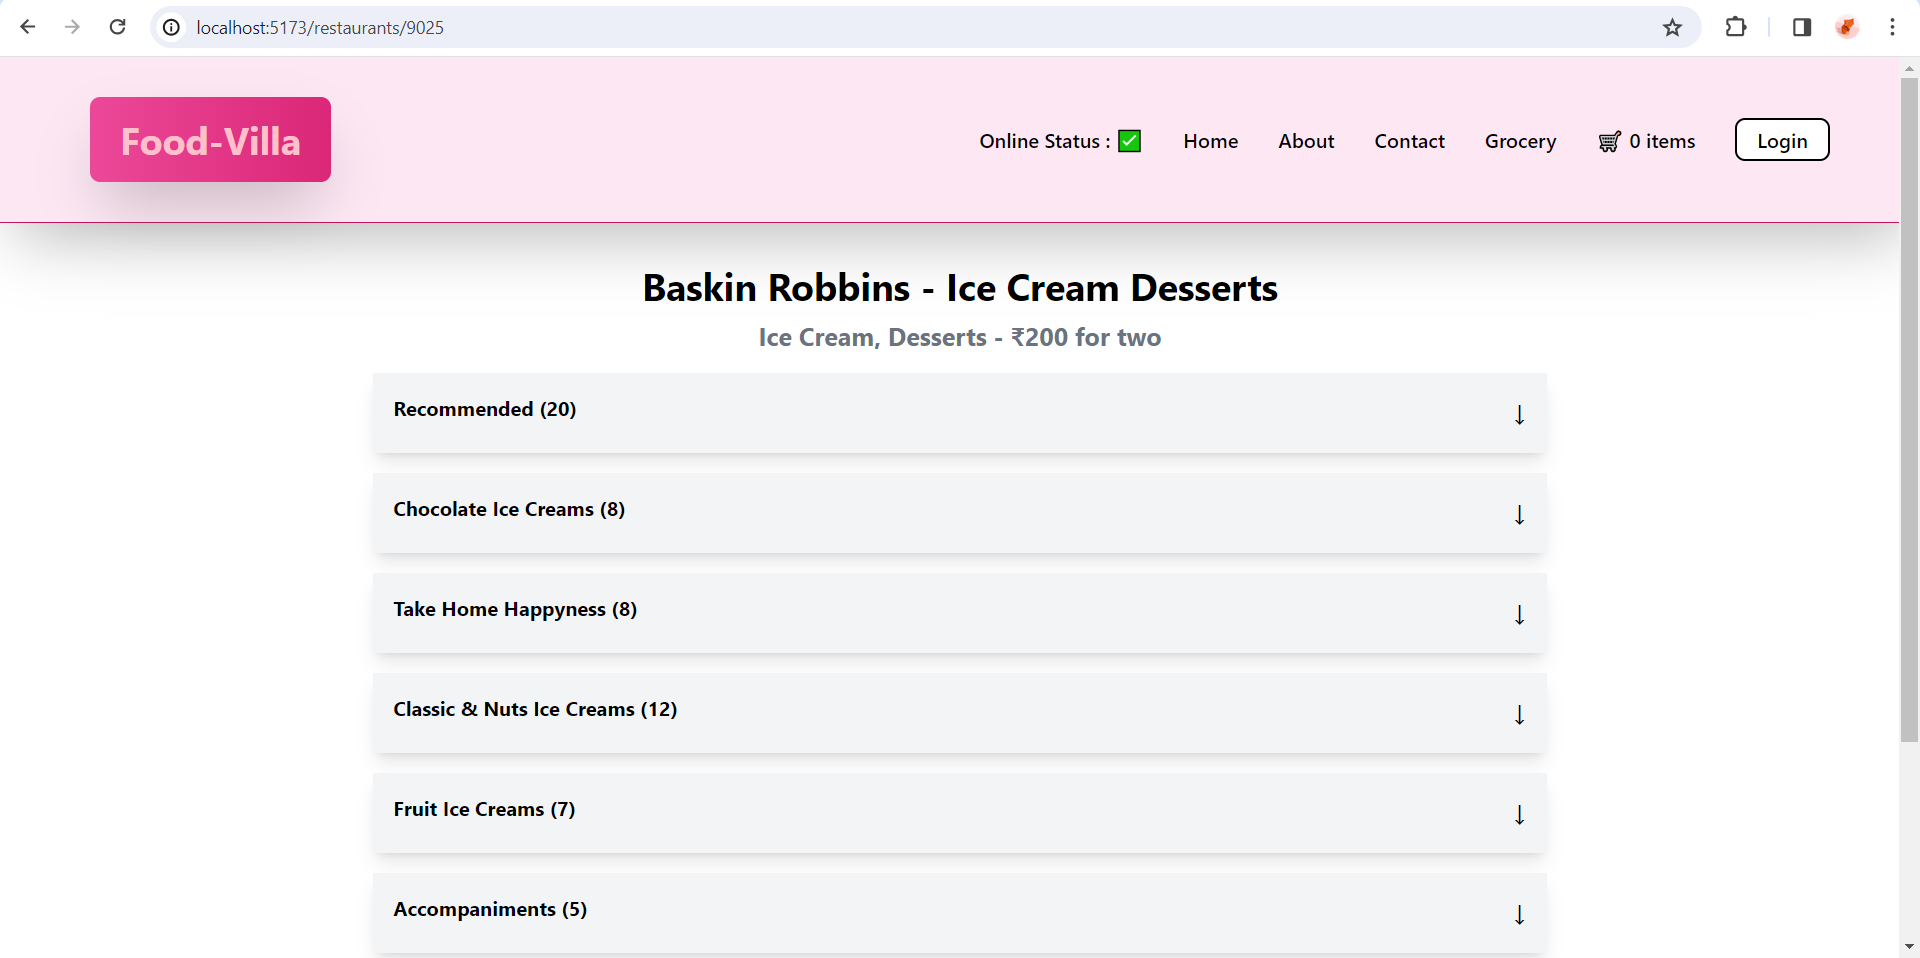 localhost:5173/restaurants/9025
Food-Villa
Online Status : ✅ Home About Contact Grocery 🛒 0 items Login
Baskin Robbins - Ice Cream Desserts
Ice Cream, Desserts - ₹200 for two
Recommended (20) ↓
Chocolate Ice Creams (8) ↓
Take Home Happyness (8) ↓
Classic & Nuts Ice Creams (12) ↓
Fruit Ice Creams (7) ↓
Accompaniments (5) ↓